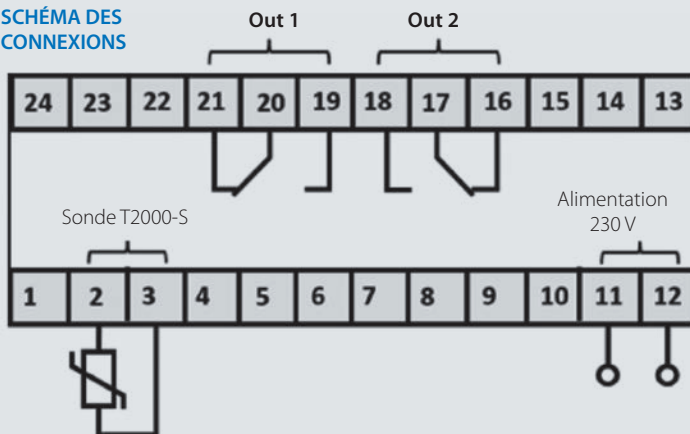 SCHÉMA DES
CONNEXIONS
Out 1 Out 2
24 23 22 21 20 19 18 17 16 15 14 13
Sonde T2000-S
Alimentation
230 V
1 2 3 4 5 6 7 8 9 10 11 12